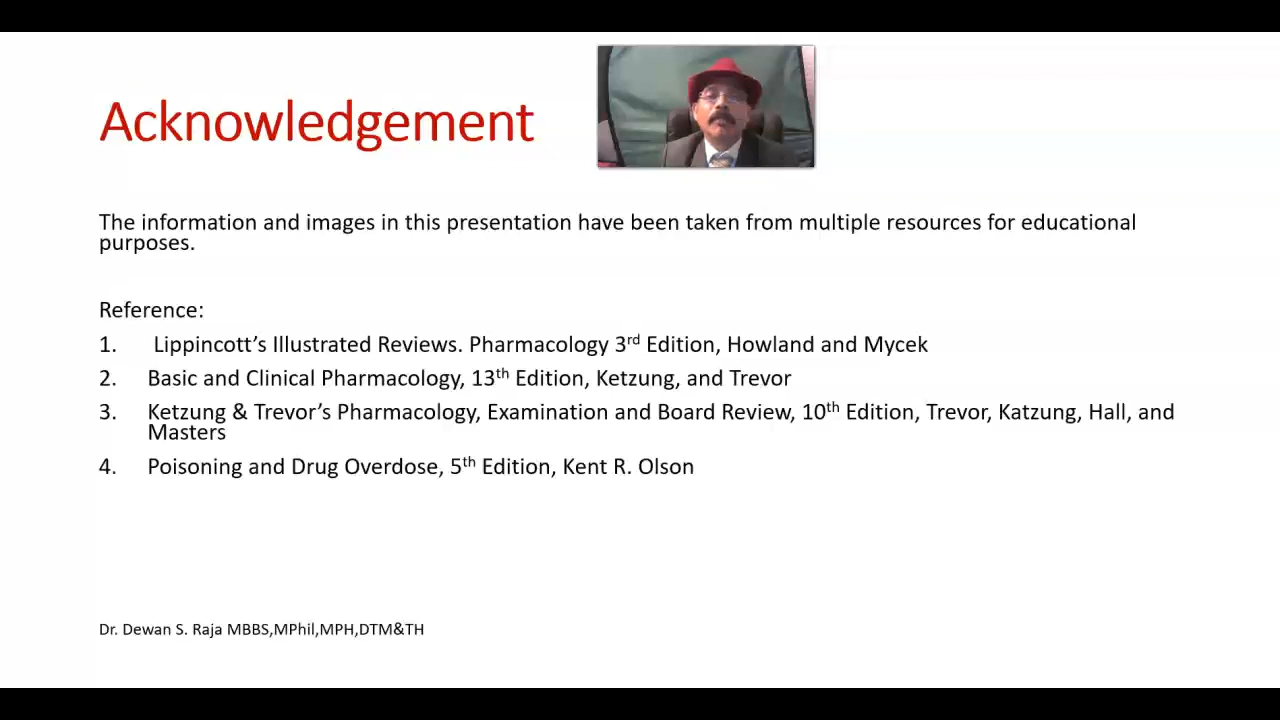 Acknowledgement
The information and images in this presentation have been taken from multiple resources for educational
purposes.
Reference:
1. Lippincott’s Illustrated Reviews. Pharmacology 3rd Edition, Howland and Mycek
2. Basic and Clinical Pharmacology, 13th Edition, Ketzung, and Trevor
3. Ketzung & Trevor’s Pharmacology, Examination and Board Review, 10th Edition, Trevor, Katzung, Hall, and
Masters
4. Poisoning and Drug Overdose, 5th Edition, Kent R. Olson
Dr. Dewan S. Raja MBBS,MPhil,MPH,DTM&TH